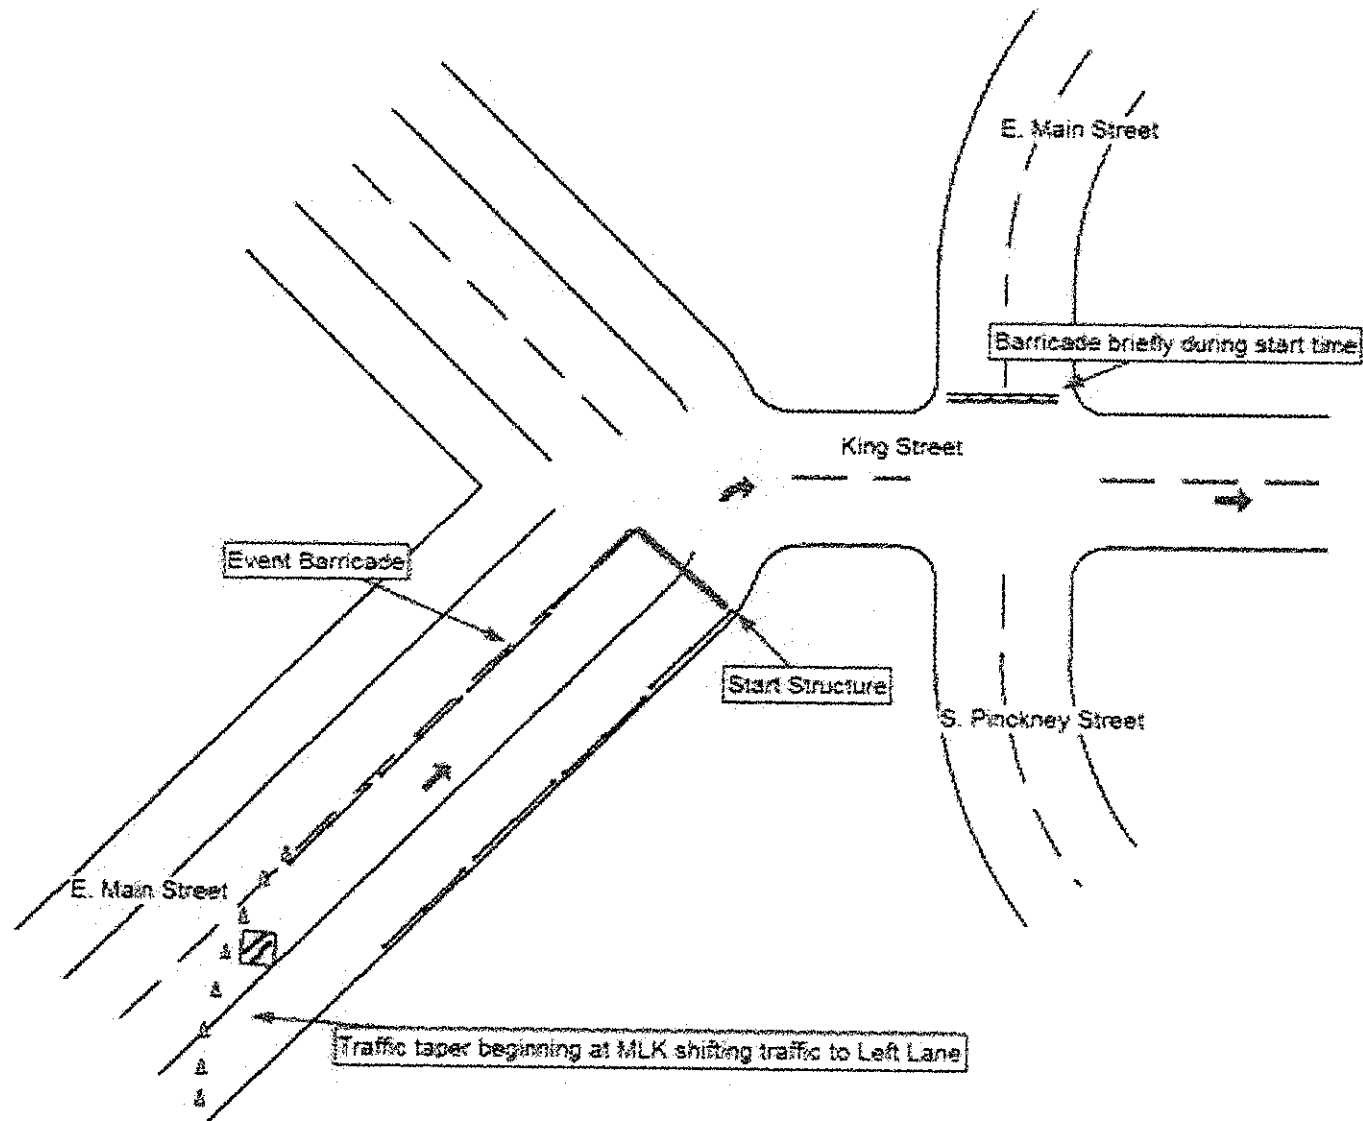 E. Main Street
Barricade briefly during start time
King Street
Event Barricade
Start Structure
S. Pinckney Street
E. Main Street
Traffic taper beginning at MLK shifting traffic to Left Lane